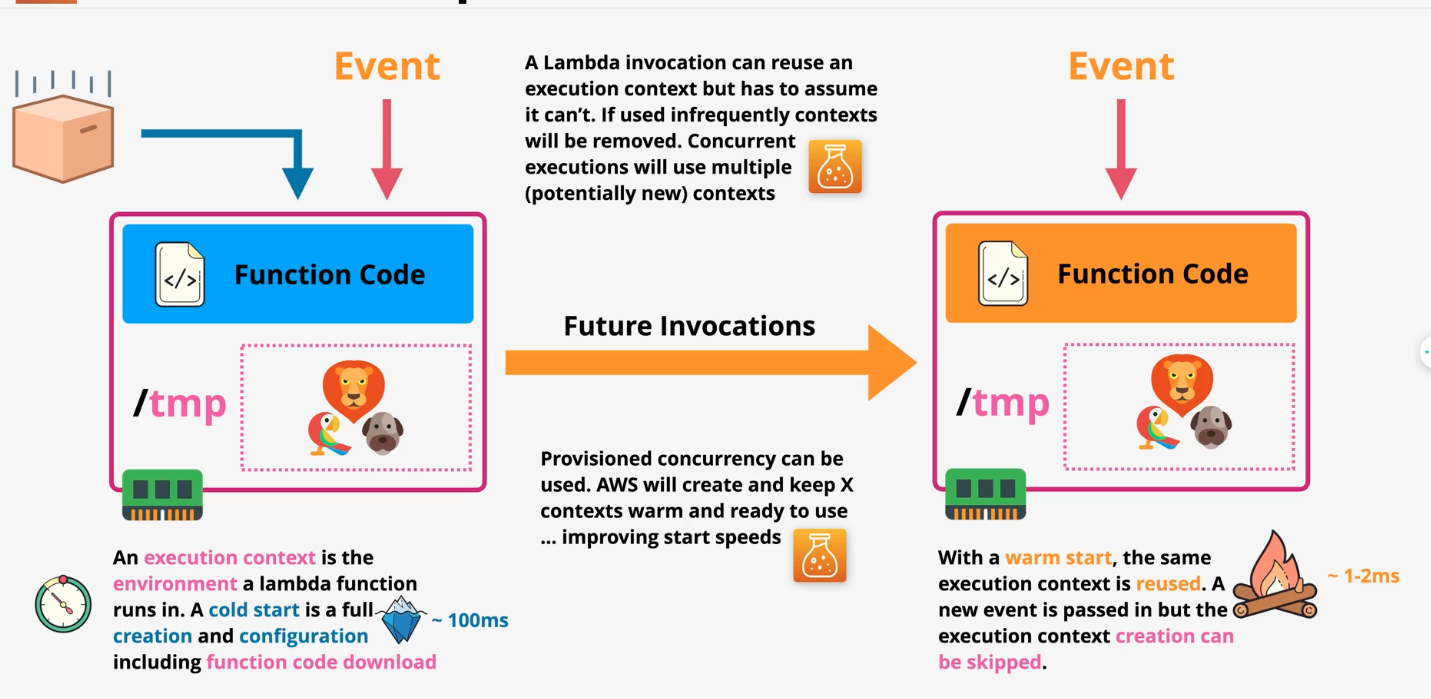 Event
A Lambda invocation can reuse an
execution context but has to assume
it can't. If used infrequently contexts
will be removed. Concurrent
executions will use multiple
(potentially new) contexts
Event
</>
Function Code
/tmp
Future Invocations
</>
Function Code
/tmp
Provisioned concurrency can be
used. AWS will create and keep X
contexts warm and ready to use
... improving start speeds
An execution context is the
environment a lambda function
runs in. A cold start is a full
creation and configuration
including function code download
~ 100ms
With a warm start, the same
execution context is reused. A
new event is passed in but the
execution context creation can
be skipped.
~ 1-2ms